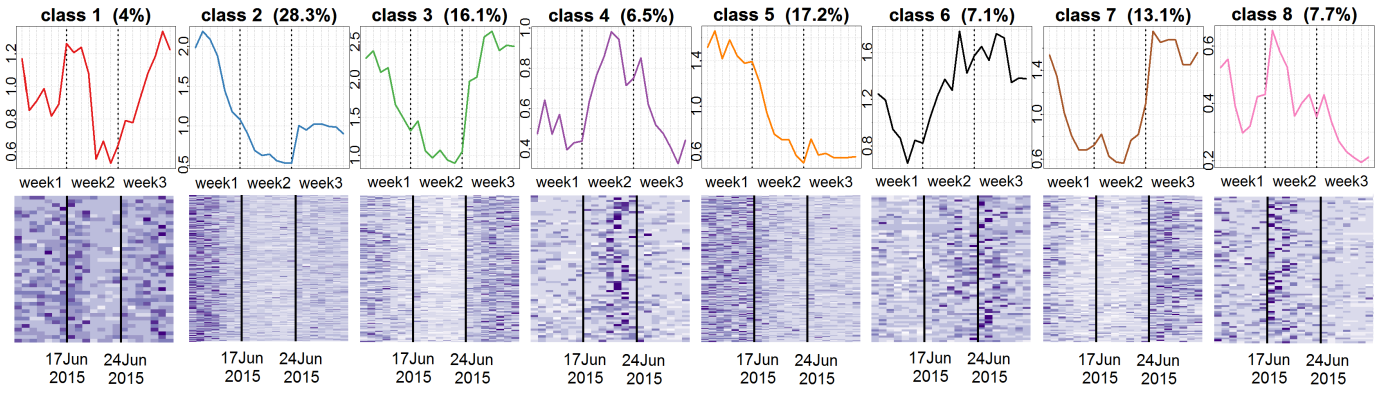 class 1 (4%)
class 2 (28.3%)
class 3 (16.1%)
class 4 (6.5%)
class 5 (17.2%)
class 6 (7.1%)
class 7 (13.1%)
class 8 (7.7%)
0.6 0.8 1.0 1.2
0.5 1.0 1.5 2.0
1.0 1.5 2.0 2.5
0.4 0.6 0.8 1.0
0.6 1.0 1.4
0.8 1.2 1.6
0.6 1.0 1.4
0.2 0.4 0.6
week1 week2 week3
week1 week2 week3
week1 week2 week3
week1 week2 week3
week1 week2 week3
week1 week2 week3
week1 week2 week3
week1 week2 week3
17Jun 24Jun
2015 2015
17Jun 24Jun
2015 2015
17Jun 24Jun
2015 2015
17Jun 24Jun
2015 2015
17Jun 24Jun
2015 2015
17Jun 24Jun
2015 2015
17Jun 24Jun
2015 2015
17Jun 24Jun
2015 2015